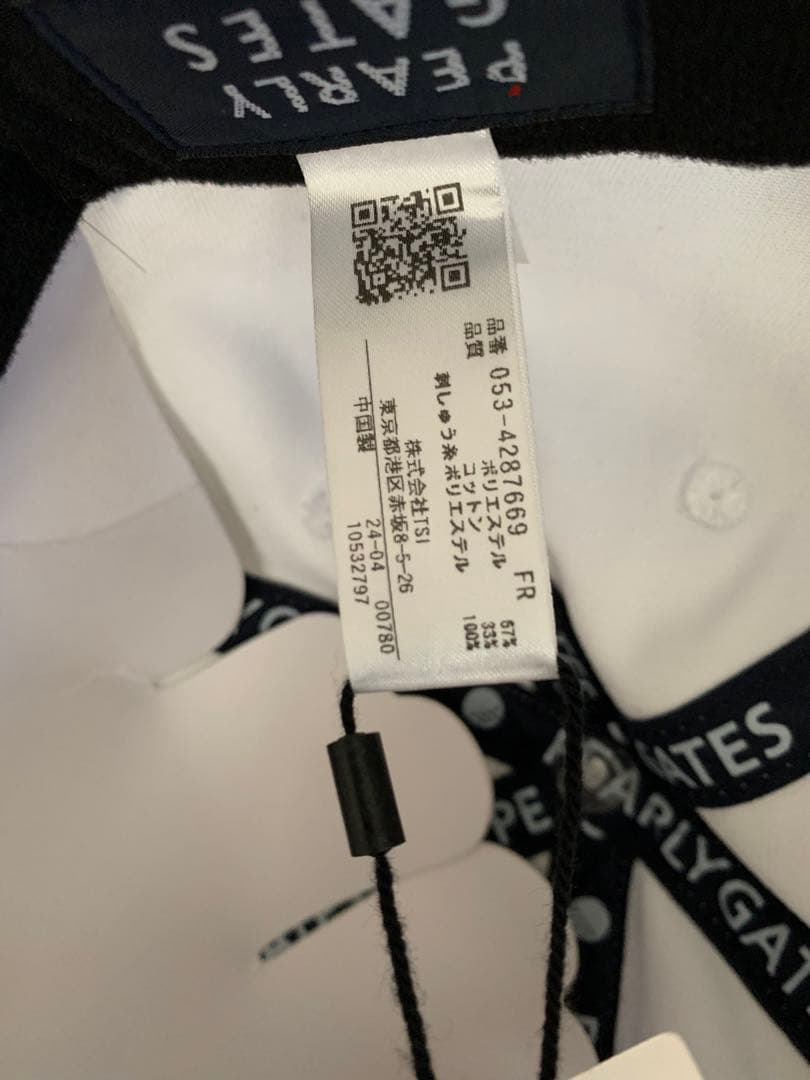 PEARLY
GATES
品番 053-4287669 FR
品質 ポリエステル 67%
コットン 33%
刺しゅう糸 ポリエステル 100%
株式会社TSI
東京都港区赤坂8-5-26
24-04 00780
中国製 10532797
GATES
PEARLYGAT
PE